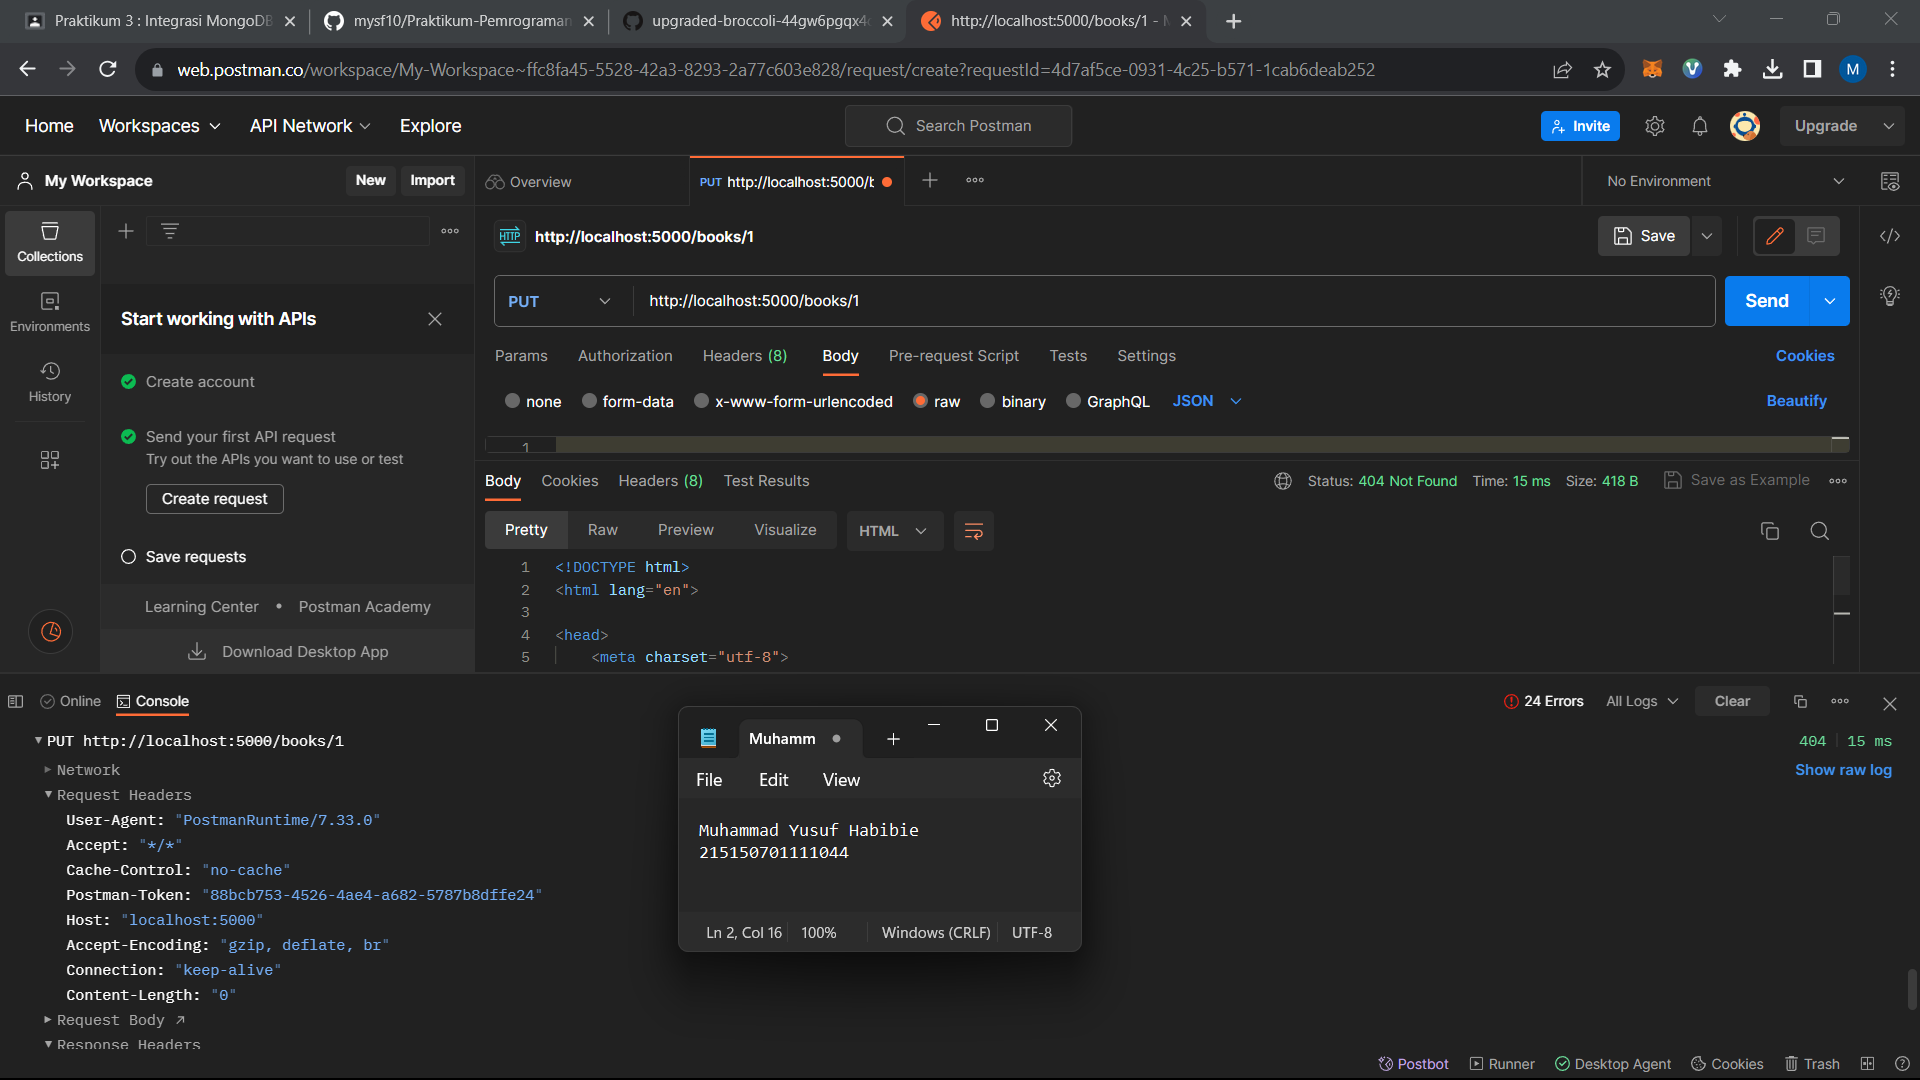 Praktikum 3 : Integrasi MongoDB
mysf10/Praktikum-Pemrograman
upgraded-broccoli-44gw6pgqx4
http://localhost:5000/books/1 - M
web.postman.co/workspace/My-Workspace~ffc8fa45-5528-42a3-8293-2a77c603e828/request/create?requestId=4d7af5ce-0931-4c25-b571-1cab6deab252
M
Home
Workspaces
API Network
Explore
Search Postman
Invite
Upgrade
My Workspace
New
Import
Overview
PUT http://localhost:5000/b
No Environment
Collections
Environments
History
Start working with APIs
Create account
Send your first API request
Try out the APIs you want to use or test
Create request
Save requests
Learning Center • Postman Academy
Download Desktop App
HTTP http://localhost:5000/books/1
Save
PUT
http://localhost:5000/books/1
Send
Params
Authorization
Headers (8)
Body
Pre-request Script
Tests
Settings
Cookies
none
form-data
x-www-form-urlencoded
raw
binary
GraphQL
JSON
Beautify
1
Body
Cookies
Headers (8)
Test Results
Status: 404 Not Found
Time: 15 ms
Size: 418 B
Save as Example
Pretty
Raw
Preview
Visualize
HTML
1 <!DOCTYPE html>
2 <html lang="en">
3
4 <head>
5 <meta charset="utf-8">
Online
Console
24 Errors
All Logs
Clear
PUT http://localhost:5000/books/1
404
15 ms
Show raw log
Network
Request Headers
User-Agent: "PostmanRuntime/7.33.0"
Accept: "*/*"
Cache-Control: "no-cache"
Postman-Token: "88bcb753-4526-4ae4-a682-5787b8dffe24"
Host: "localhost:5000"
Accept-Encoding: "gzip, deflate, br"
Connection: "keep-alive"
Content-Length: "0"
Request Body
Response Headers
Muhamm
File
Edit
View
Muhammad Yusuf Habibie
215150701111044
Ln 2, Col 16
100%
Windows (CRLF)
UTF-8
Postbot
Runner
Desktop Agent
Cookies
Trash